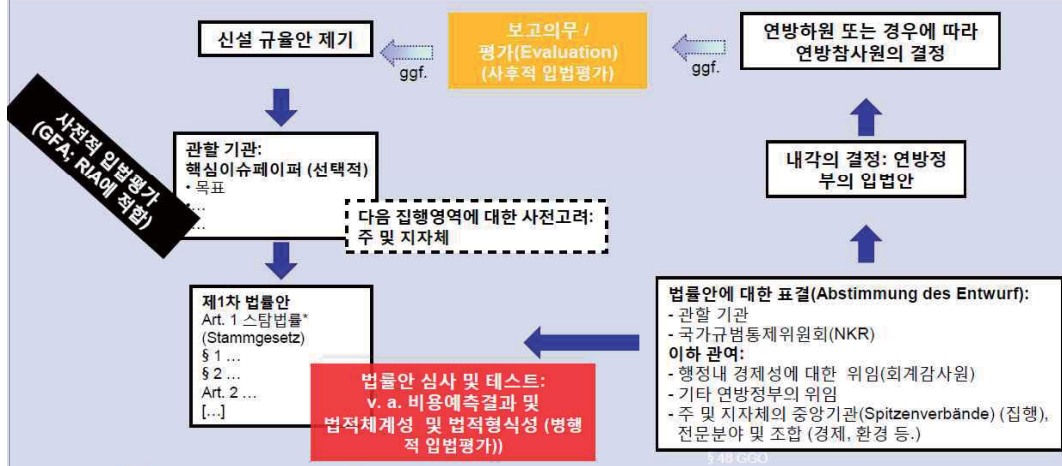 신설 규율안 제기
ggf.
보고의무 /
평가(Evaluation)
(사후적 입법평가)
ggf.
연방하원 또는 경우에 따라
연방참사원의 결정
사전적 입법평가
(GFA; RIA에 적합)
관할 기관:
핵심이슈페이퍼 (선택적)
• 목표
•…
…
다음 집행영역에 대한 사전고려:
주 및 지자체
내각의 결정: 연방정
부의 입법안
제1차 법률안
Art. 1 스탐법률*
(Stammgesetz)
§ 1 …
§ 2 …
Art. 2 …
[…]
법률안 심사 및 테스트:
v. a. 비용예측결과 및
법적체계성 및 법적형식성 (병행
적 입법평가))
법률안에 대한 표결(Abstimmung des Entwurf):
- 관할 기관
- 국가규범통제위원회(NKR)
이하 관여:
- 행정내 경제성에 대한 위임(회계감사원)
- 기타 연방정부의 위임
- 주 및 지자체의 중앙기관(Spitzenverbände) (집행),
전문분야 및 조합 (경제, 환경 등.)
§ 43 GGO